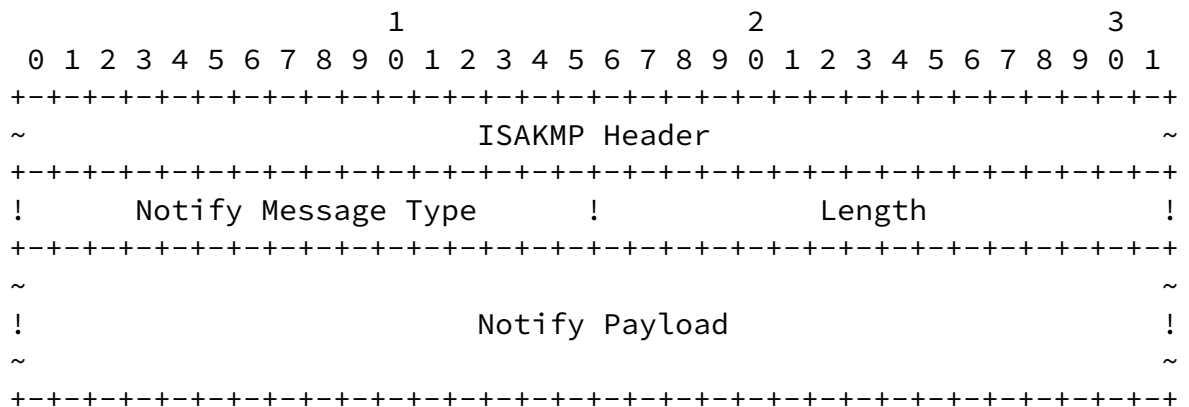 1                   2                   3
 0 1 2 3 4 5 6 7 8 9 0 1 2 3 4 5 6 7 8 9 0 1 2 3 4 5 6 7 8 9 0 1
+-+-+-+-+-+-+-+-+-+-+-+-+-+-+-+-+-+-+-+-+-+-+-+-+-+-+-+-+-+-+-+-+
~                         ISAKMP Header                         ~
+-+-+-+-+-+-+-+-+-+-+-+-+-+-+-+-+-+-+-+-+-+-+-+-+-+-+-+-+-+-+-+-+
!      Notify Message Type      !            Length             !
+-+-+-+-+-+-+-+-+-+-+-+-+-+-+-+-+-+-+-+-+-+-+-+-+-+-+-+-+-+-+-+-+
~                                                               ~
!                         Notify Payload                        !
~                                                               ~
+-+-+-+-+-+-+-+-+-+-+-+-+-+-+-+-+-+-+-+-+-+-+-+-+-+-+-+-+-+-+-+-+